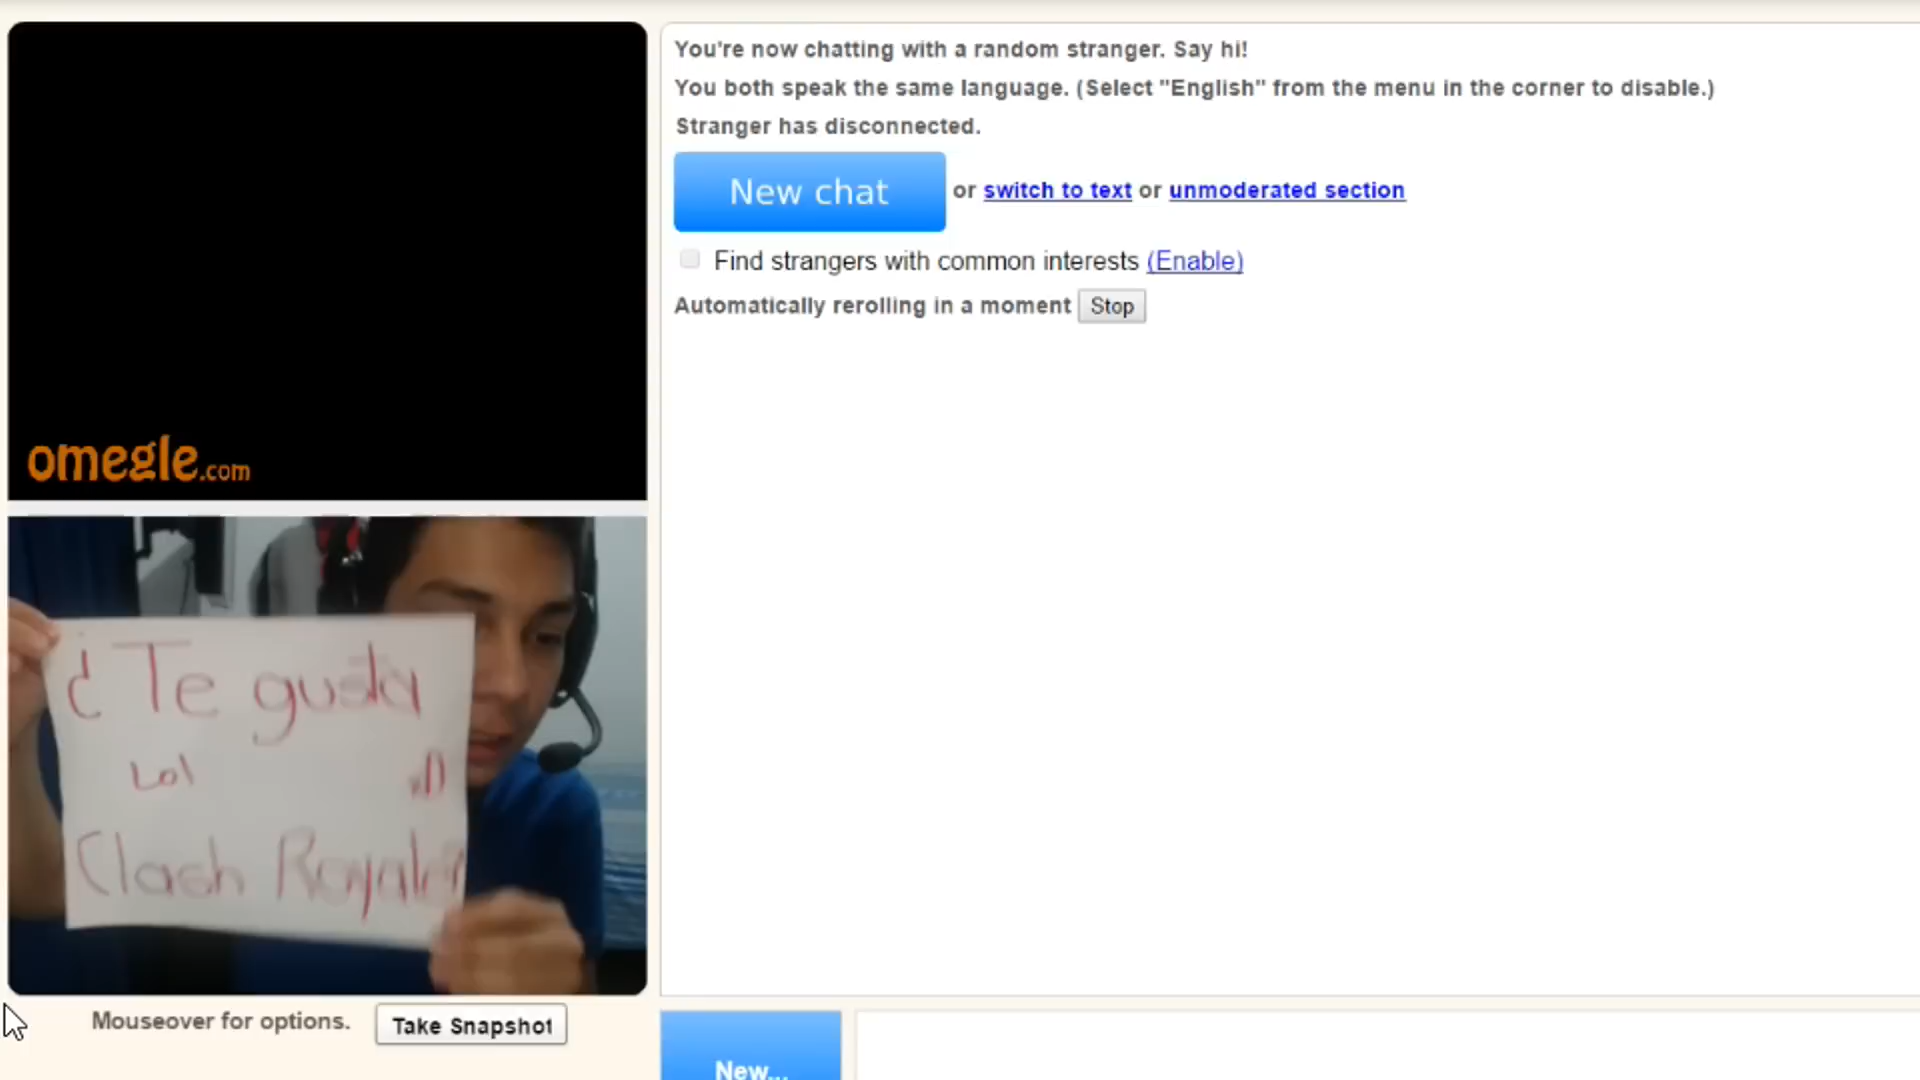 You're now chatting with a random stranger. Say hi!
You both speak the same language. (Select "English" from the menu in the corner to disable.)
Stranger has disconnected.
New chat or switch to text or unmoderated section
Find strangers with common interests (Enable)
Automatically rerolling in a moment Stop
omegle.com
¿Te gusta
Lol xD
Clash Royale?
Mouseover for options. Take Snapshot
New...